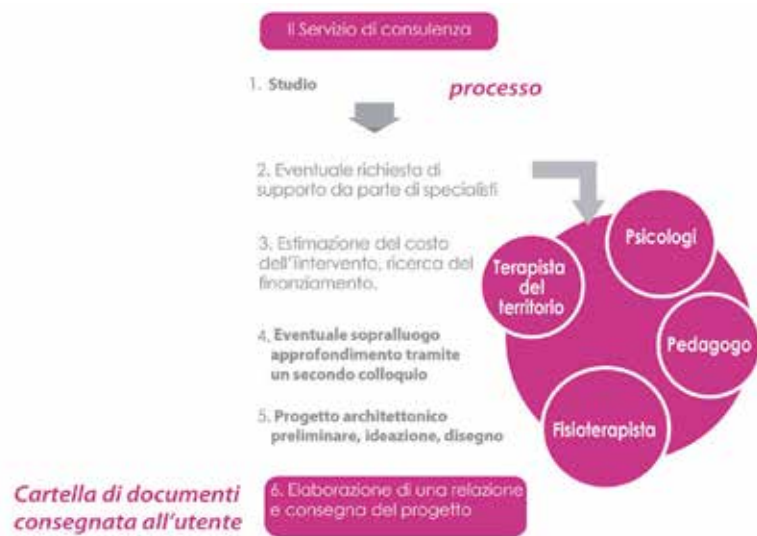 Il Servizio di consulenza
1. Studio
processo
2. Eventuale richiesta di
supporto da parte di specialisti
3. Estimazione del costo
dell'iintervento, ricerca del
finanziamento.
4. Eventuale sopralluogo
approfondimento tramite
un secondo colloquio
5. Progetto architettonico
preliminare, ideazione, disegno
Psicologi
Terapista
del
territorio
Pedagogo
Fisioterapista
Cartella di documenti
consegnata all'utente
6. Elaborazione di una relazione
e consegna del progetto